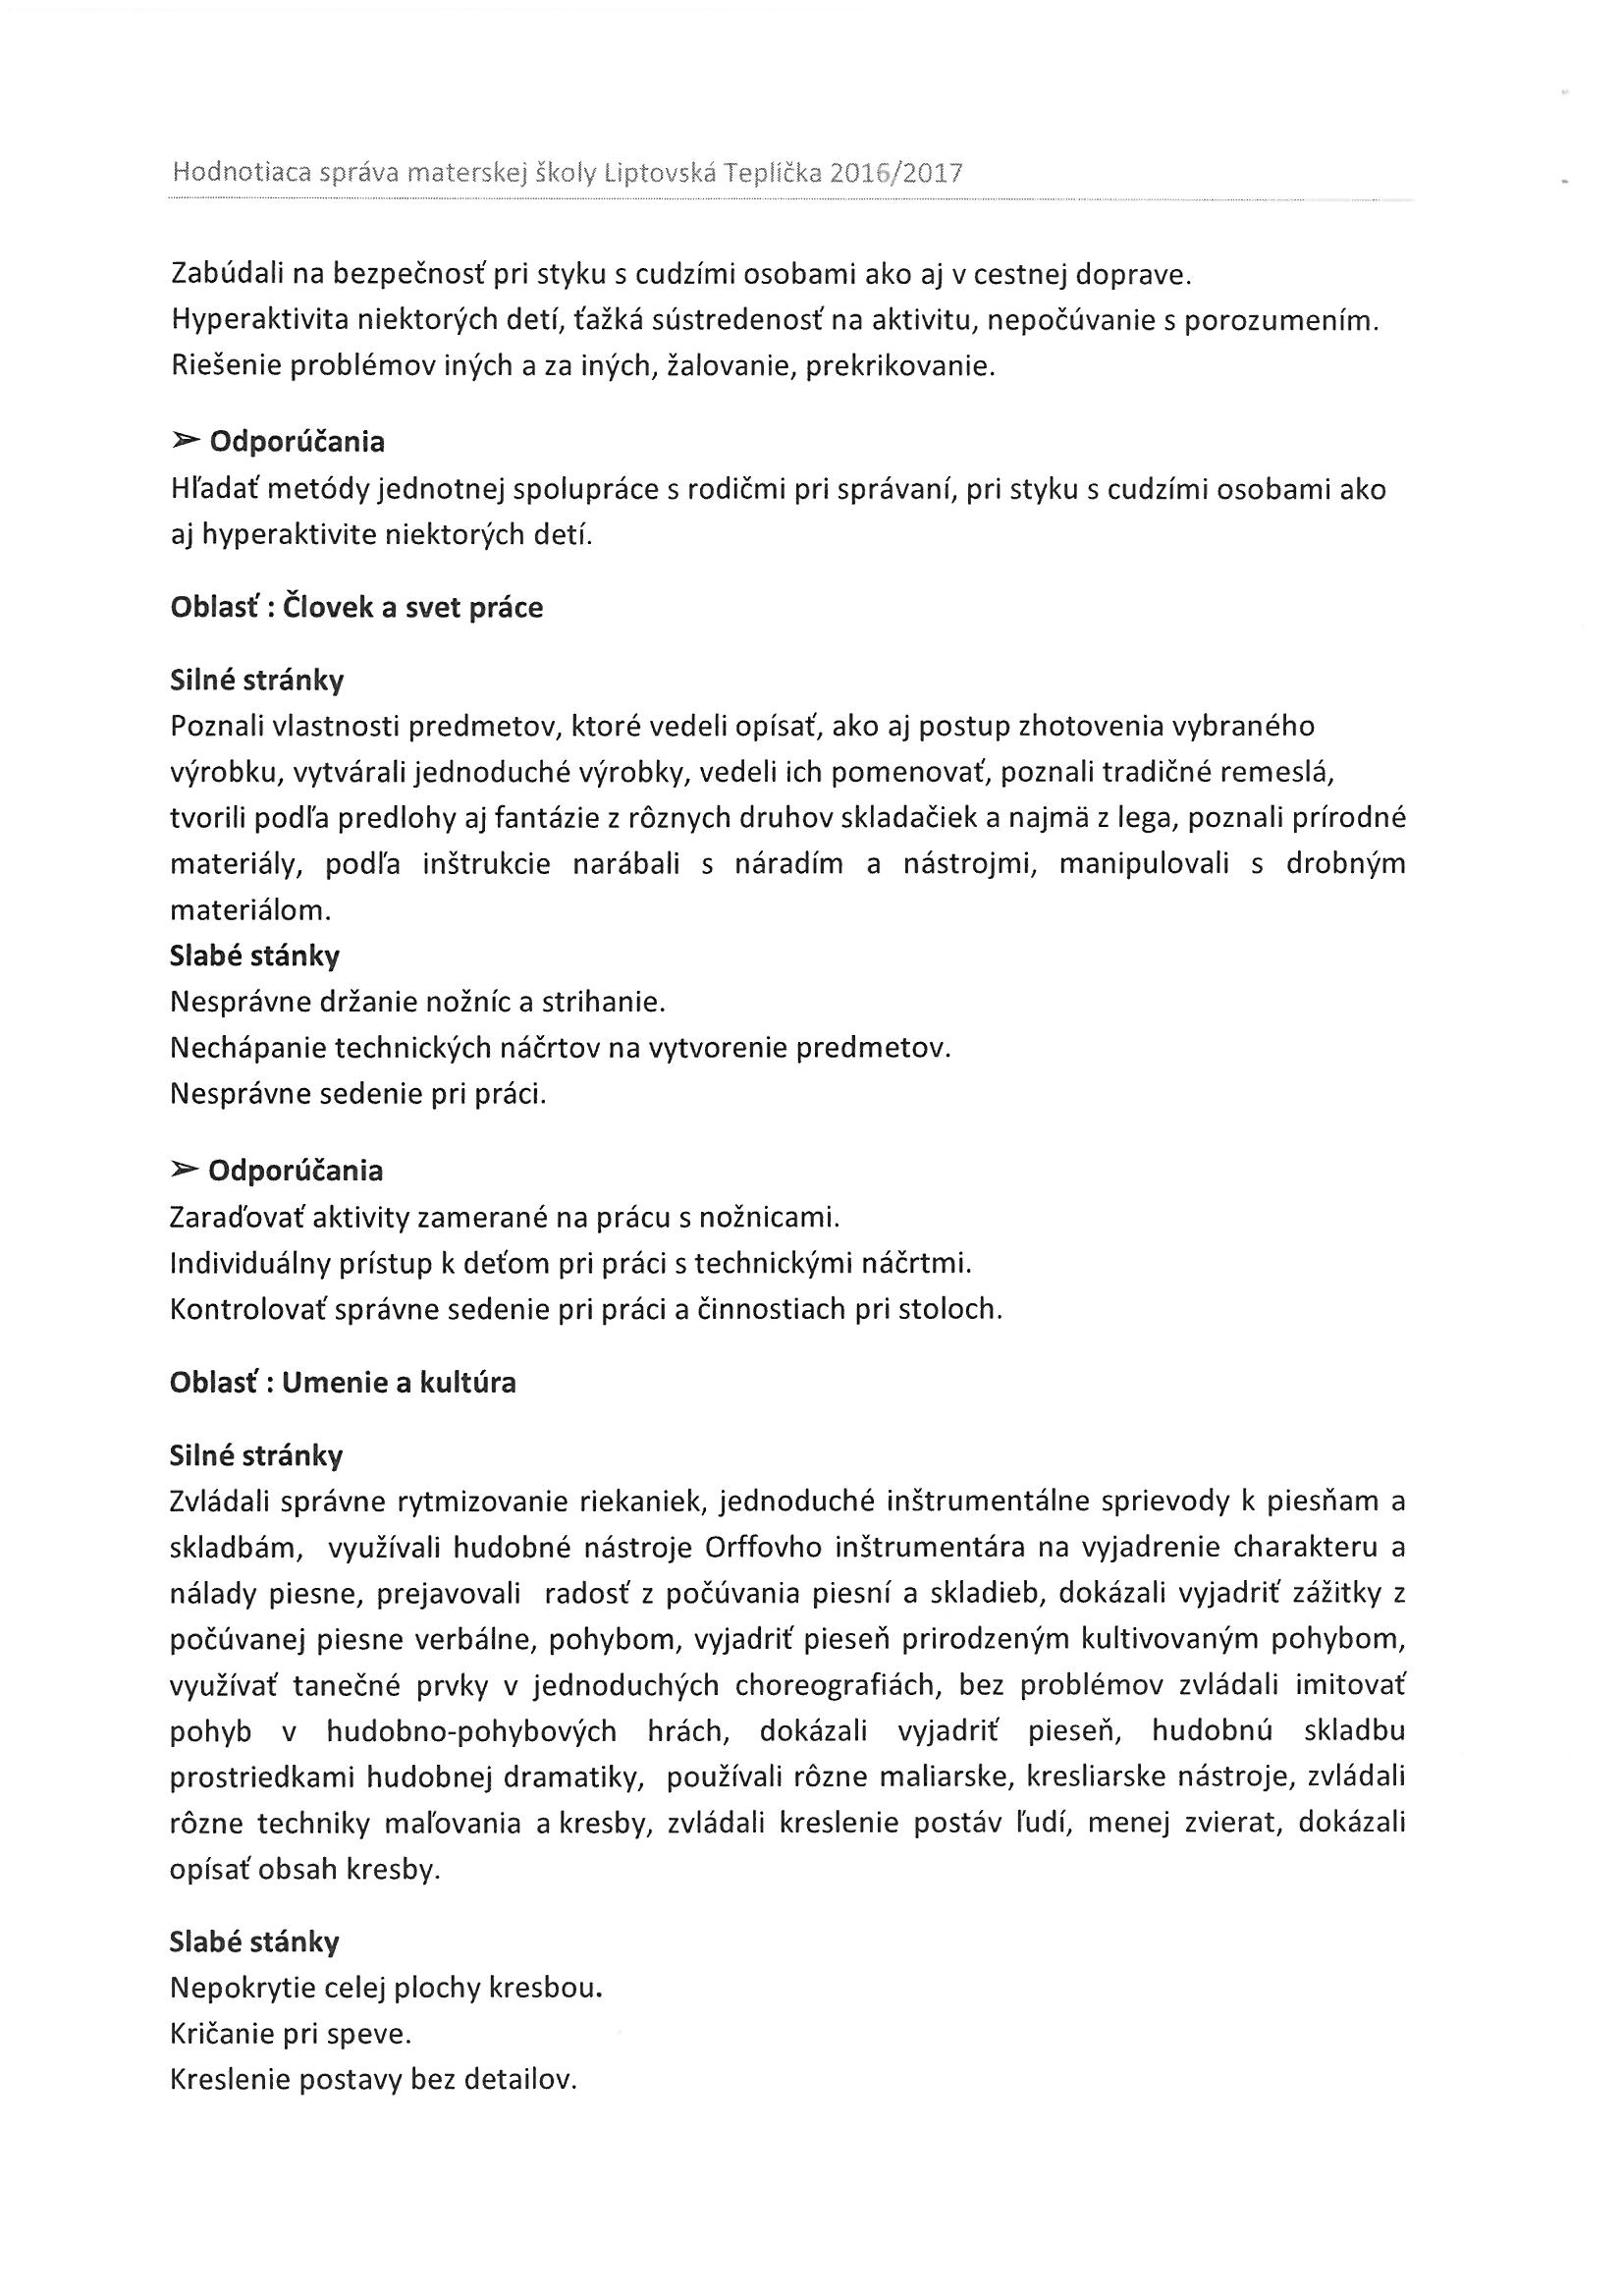 Hodnotiaca správa materskej školy Liptovská Teplička 2016/2017
Zabúdali na bezpečnosť pri styku s cudzími osobami ako aj v cestnej doprave.
Hyperaktivita niektorých detí, ťažká sústredenosť na aktivitu, nepočúvanie s porozumením.
Riešenie problémov iných a za iných, žalovanie, prekrikovanie.
➢ Odporúčania
Hľadať metódy jednotnej spolupráce s rodičmi pri správaní, pri styku s cudzími osobami ako
aj hyperaktivite niektorých detí.
Oblasť : Človek a svet práce
Silné stránky
Poznali vlastnosti predmetov, ktoré vedeli opísať, ako aj postup zhotovenia vybraného
výrobku, vytvárali jednoduché výrobky, vedeli ich pomenovať, poznali tradičné remeslá,
tvorili podľa predlohy aj fantázie z rôznych druhov skladačiek a najmä z lega, poznali prírodné
materiály, podľa inštrukcie narábali s náradím a nástrojmi, manipulovali s drobným
materiálom.
Slabé stánky
Nesprávne držanie nožníc a strihanie.
Nechápanie technických náčrtov na vytvorenie predmetov.
Nesprávne sedenie pri práci.
➢ Odporúčania
Zaraďovať aktivity zamerané na prácu s nožnicami.
Individuálny prístup k deťom pri práci s technickými náčrtmi.
Kontrolovať správne sedenie pri práci a činnostiach pri stoloch.
Oblasť : Umenie a kultúra
Silné stránky
Zvládali správne rytmizovanie riekaniek, jednoduché inštrumentálne sprievody k piesňam a
skladbám, využívali hudobné nástroje Orffovho inštrumentára na vyjadrenie charakteru a
nálady piesne, prejavovali radosť z počúvania piesní a skladieb, dokázali vyjadriť zážitky z
počúvanej piesne verbálne, pohybom, vyjadriť pieseň prirodzeným kultivovaným pohybom,
využívať tanečné prvky v jednoduchých choreografiách, bez problémov zvládali imitovať
pohyb v hudobno-pohybových hrách, dokázali vyjadriť pieseň, hudobnú skladbu
prostriedkami hudobnej dramatiky, používali rôzne maliarske, kresliarske nástroje, zvládali
rôzne techniky maľovania a kresby, zvládali kreslenie postáv ľudí, menej zvierat, dokázali
opísať obsah kresby.
Slabé stánky
Nepokrytie celej plochy kresbou.
Kričanie pri speve.
Kreslenie postavy bez detailov.